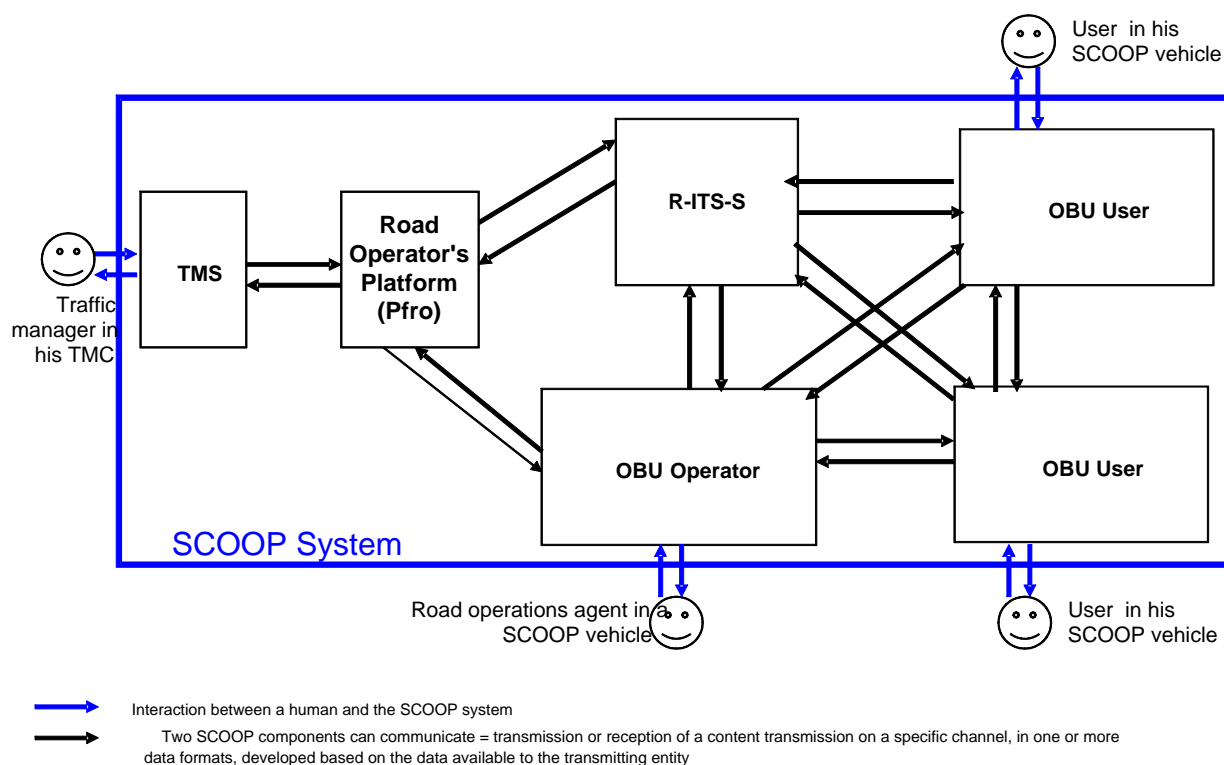 User in his
SCOOP vehicle
R-ITS-S
OBU User
Road
Operator's
Platform
(Pfro)
TMS
Traffic
manager in
his TMC
OBU Operator
OBU User
SCOOP System
Road operations agent in a
SCOOP vehicle
User in his
SCOOP vehicle
Interaction between a human and the SCOOP system
Two SCOOP components can communicate = transmission or reception of a content transmission on a specific channel, in one or more
data formats, developed based on the data available to the transmitting entity